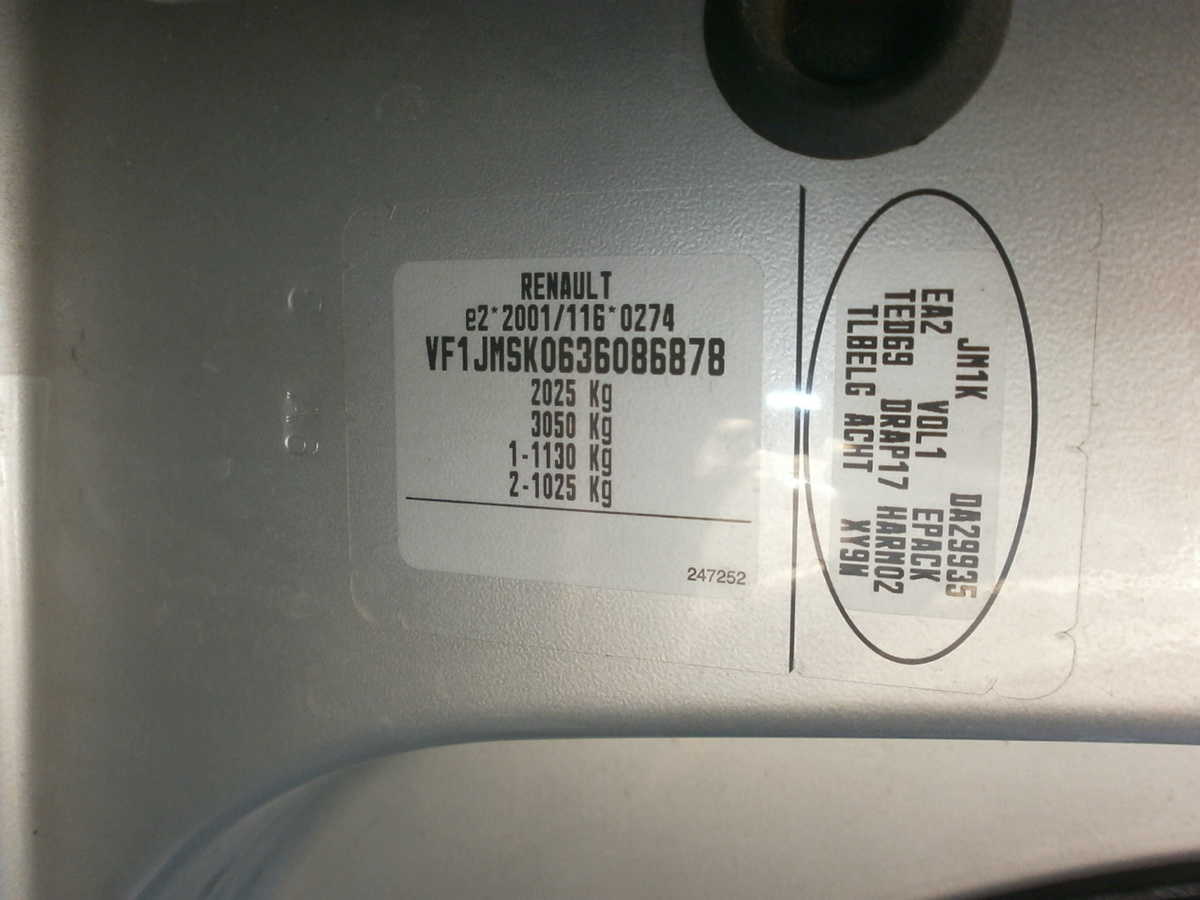 RENAULT
e2*2001/116*0274
VF1JMSK0636086878
2025 Kg
3050 Kg
1-1130 Kg
2-1025 Kg
247252
JM1K DA29935
EA2 VOL1 EPACK
TED69 DRAP17 HARM02
TLBELG ACHT XY9W